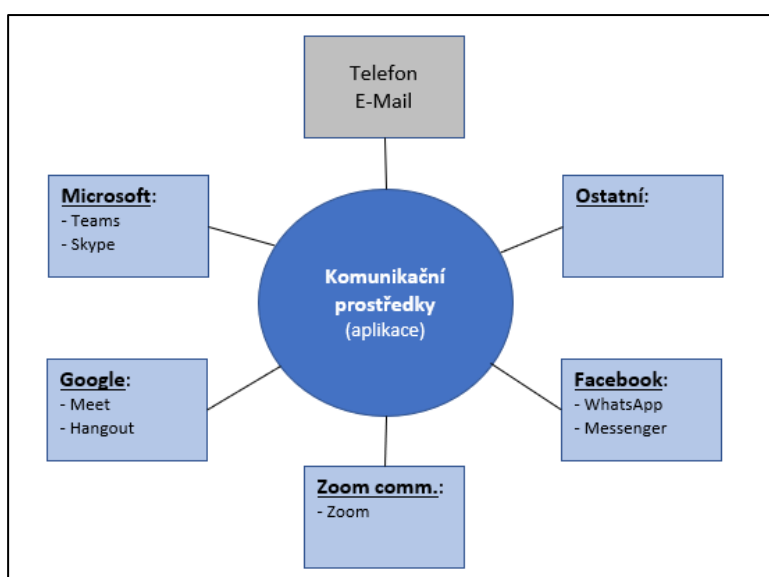 Telefon
E-Mail
Microsoft:
- Teams
- Skype
Ostatní:
Komunikační
prostředky
(aplikace)
Google:
- Meet
- Hangout
Facebook:
- WhatsApp
- Messenger
Zoom comm.:
- Zoom